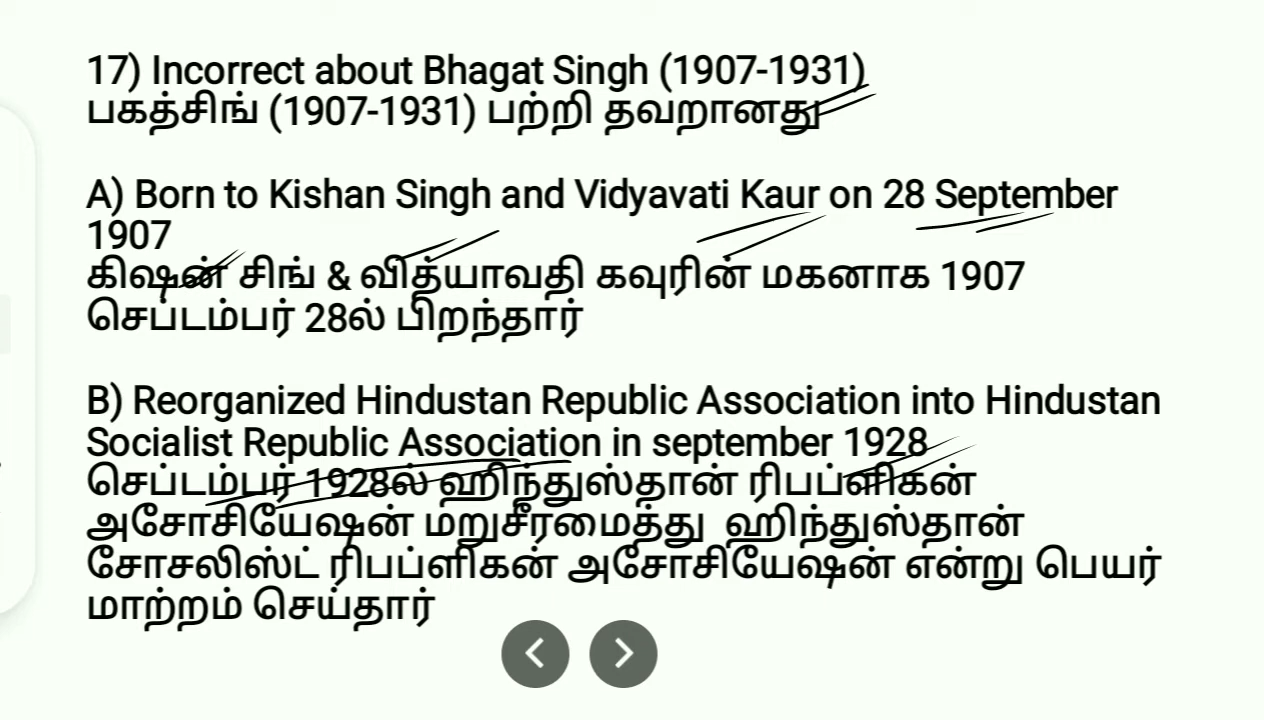 17) Incorrect about Bhagat Singh (1907-1931)
பகத்சிங் (1907-1931) பற்றி தவறானது
A) Born to Kishan Singh and Vidyavati Kaur on 28 September
1907
கிஷன் சிங் & வித்யாவதி கவுரின் மகனாக 1907
செப்டம்பர் 28ல் பிறந்தார்
B) Reorganized Hindustan Republic Association into Hindustan
Socialist Republic Association in september 1928
செப்டம்பர் 1928ல் ஹிந்துஸ்தான் ரிபப்ளிகன்
அசோசியேஷன் மறுசீரமைத்து ஹிந்துஸ்தான்
சோசலிஸ்ட் ரிபப்ளிகன் அசோசியேஷன் என்று பெயர்
மாற்றம் செய்தார்